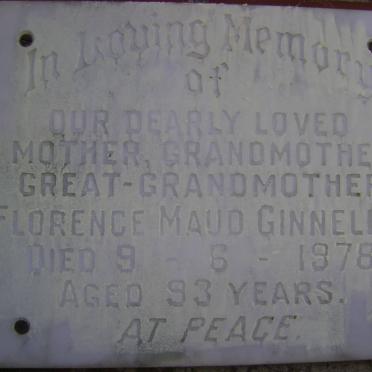 In Loving Memory
of
OUR DEARLY LOVED
MOTHER, GRANDMOTHE
GREAT-GRANDMOTHER
FLORENCE MAUD GINNELL
DIED 9 - 6 - 1978
AGED 93 YEARS.
AT PEACE.